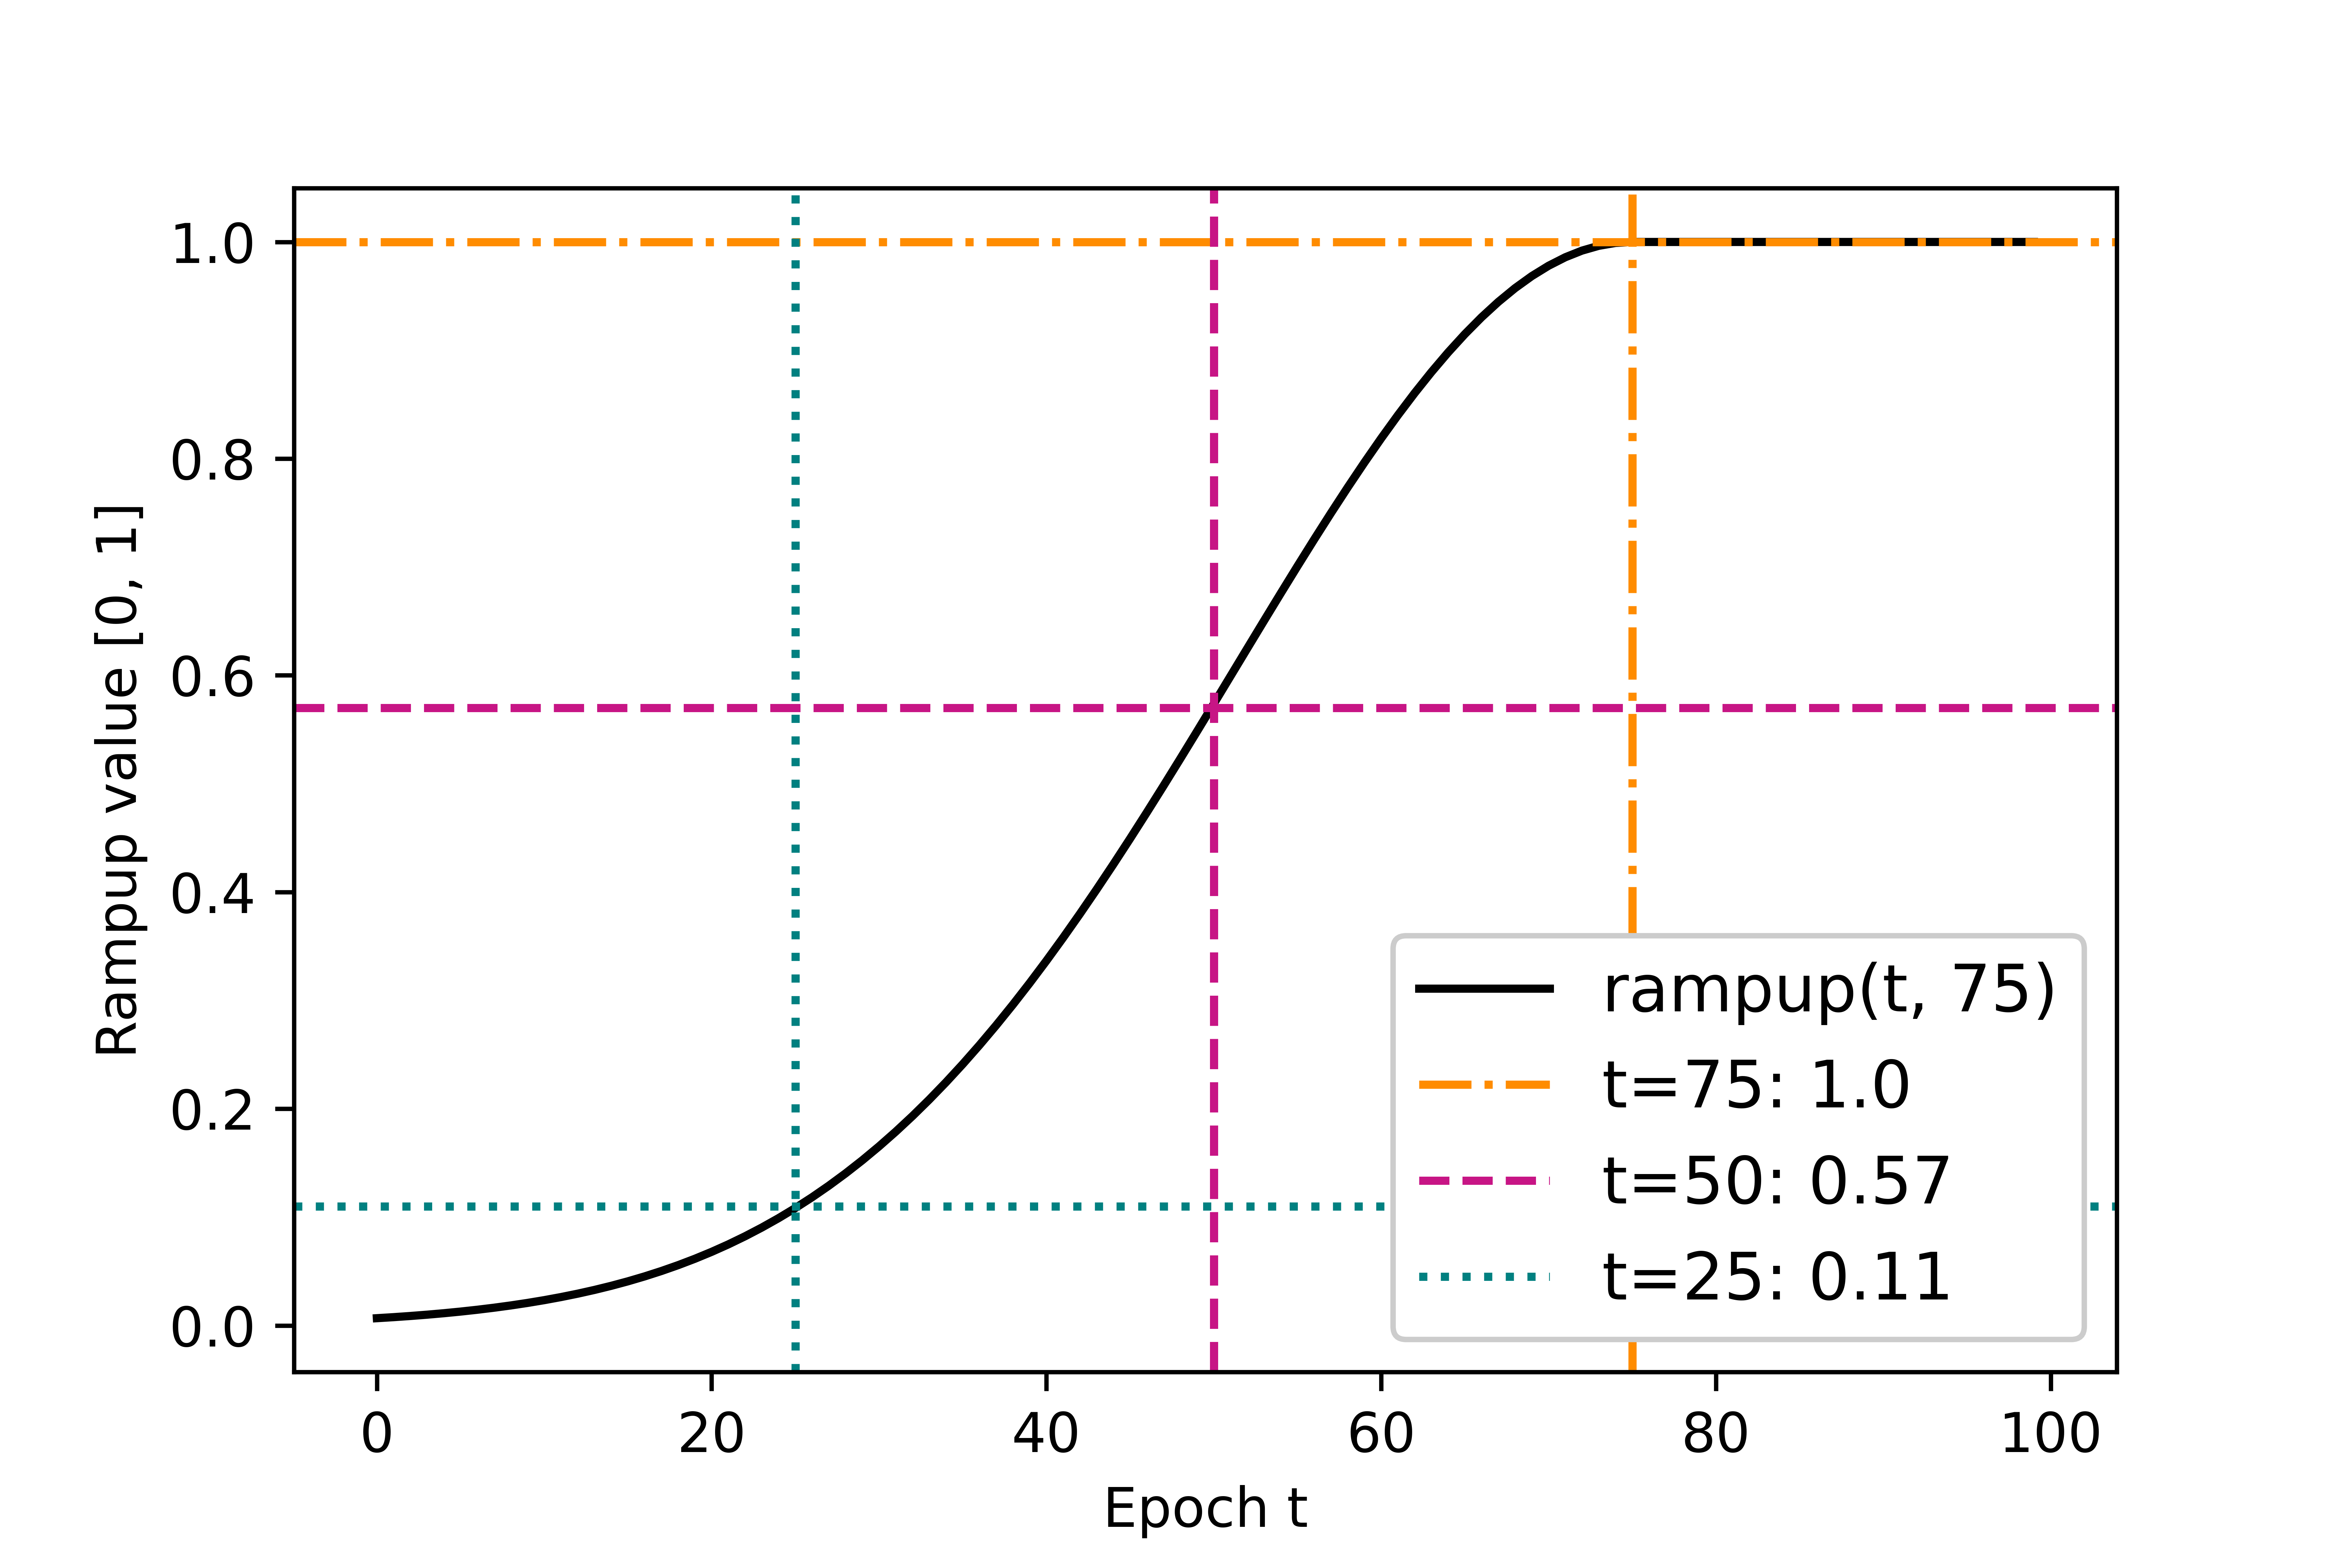 1.0
0.8
0.6
0.4
0.2
0.0
Rampup value [0, 1]
rampup(t, 75)
t=75: 1.0
t=50: 0.57
t=25: 0.11
0 20 40 60 80 100
Epoch t